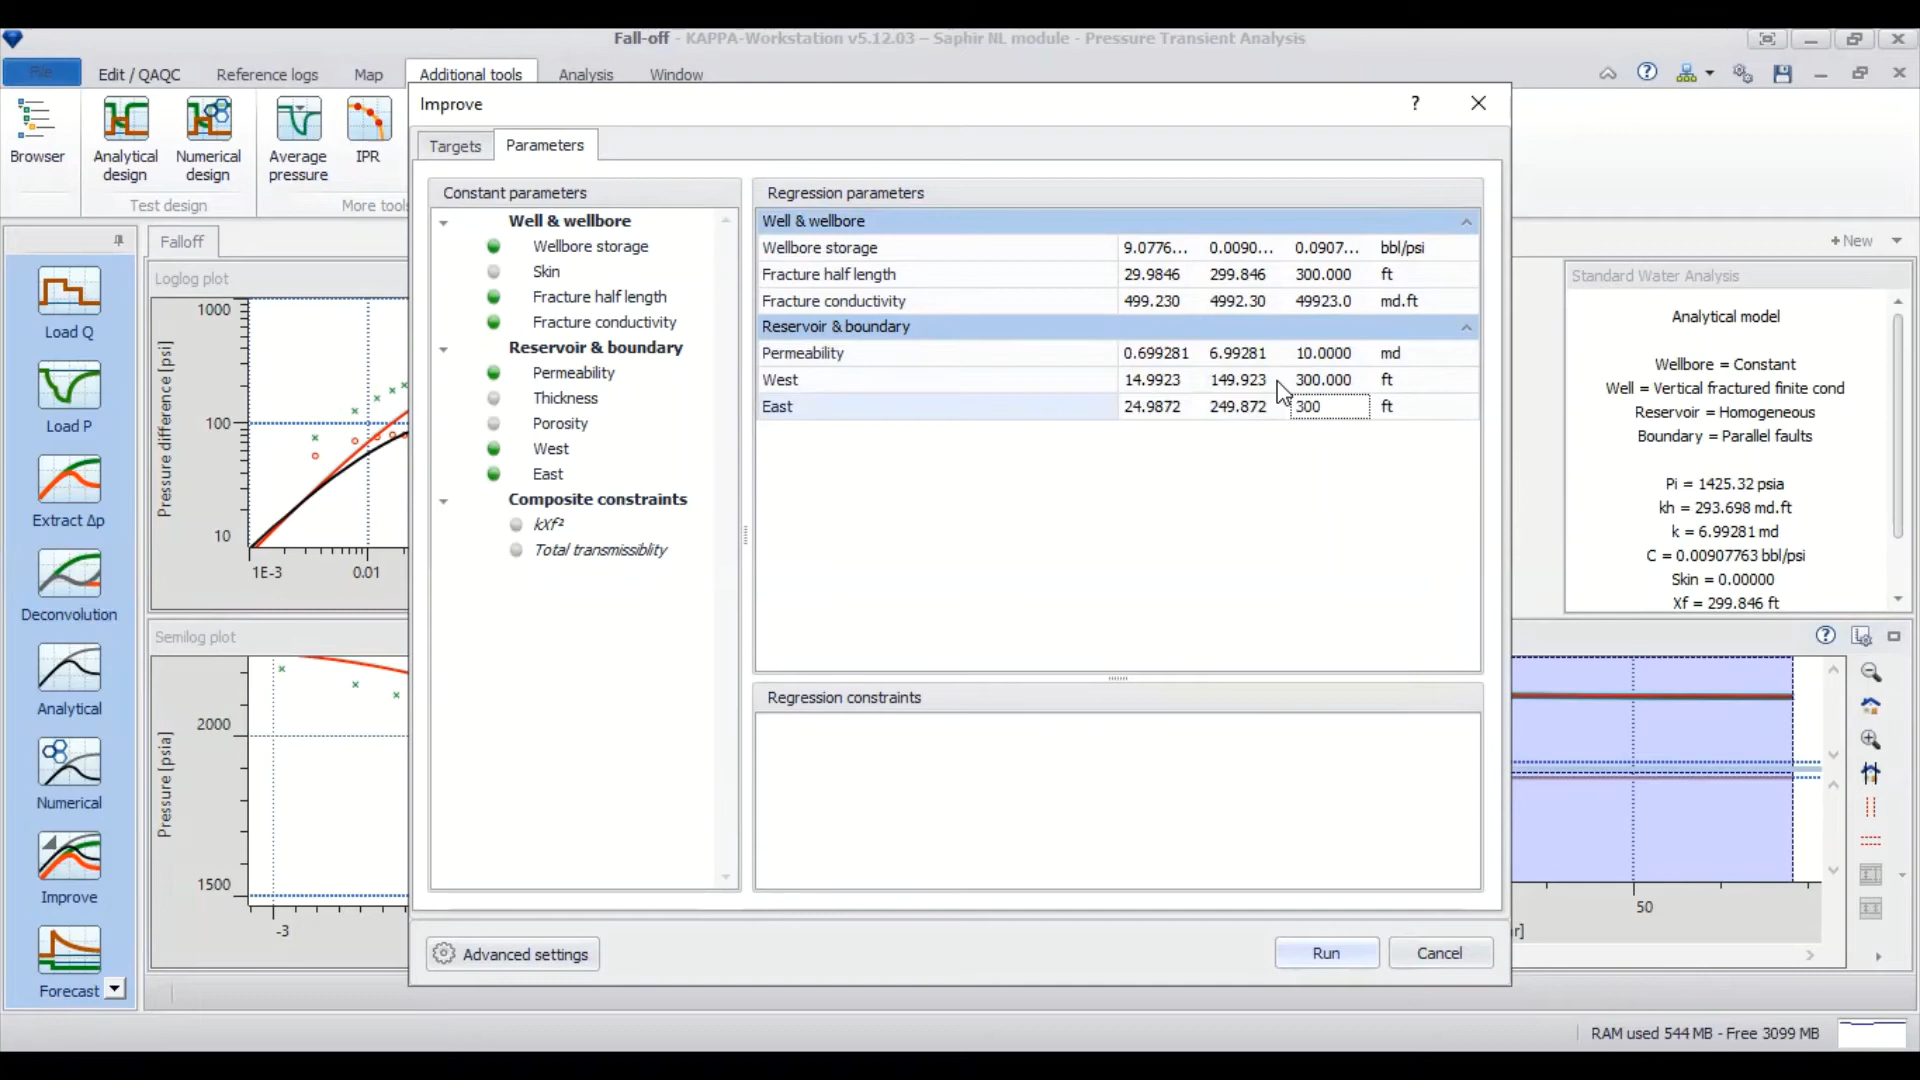 Fall-off - KAPPA-Workstation v5.12.03 – Saphir NL module - Pressure Transient Analysis
File
Edit / QAQC
Reference logs
Map
Additional tools
Analysis
Window
Browser
Analytical
design
Numerical
design
Test design
Average
pressure
IPR
More tools
Load Q
Load P
Extract Δp
Deconvolution
Analytical
Numerical
Improve
Forecast
Falloff
+ New
Loglog plot
1000
100
10
1E-3
0.01
Pressure difference [psi]
Semilog plot
2000
1500
-3
Pressure [psia]
Improve
?
Targets
Parameters
Constant parameters
Well & wellbore
Wellbore storage
Skin
Fracture half length
Fracture conductivity
Reservoir & boundary
Permeability
Thickness
Porosity
West
East
Composite constraints
kXf²
Total transmissiblity
Regression parameters
Well & wellbore
Wellbore storage 9.0776... 0.0090... 0.0907... bbl/psi
Fracture half length 29.9846 299.846 300.000 ft
Fracture conductivity 499.230 4992.30 49923.0 md.ft
Reservoir & boundary
Permeability 0.699281 6.99281 10.0000 md
West 14.9923 149.923 300.000 ft
East 24.9872 249.872 300 ft
Regression constraints
Advanced settings
Run
Cancel
Standard Water Analysis
Analytical model
Wellbore = Constant
Well = Vertical fractured finite cond
Reservoir = Homogeneous
Boundary = Parallel faults
Pi = 1425.32 psia
kh = 293.698 md.ft
k = 6.99281 md
C = 0.00907763 bbl/psi
Skin = 0.00000
Xf = 299.846 ft
50
r]
RAM used 544 MB - Free 3099 MB